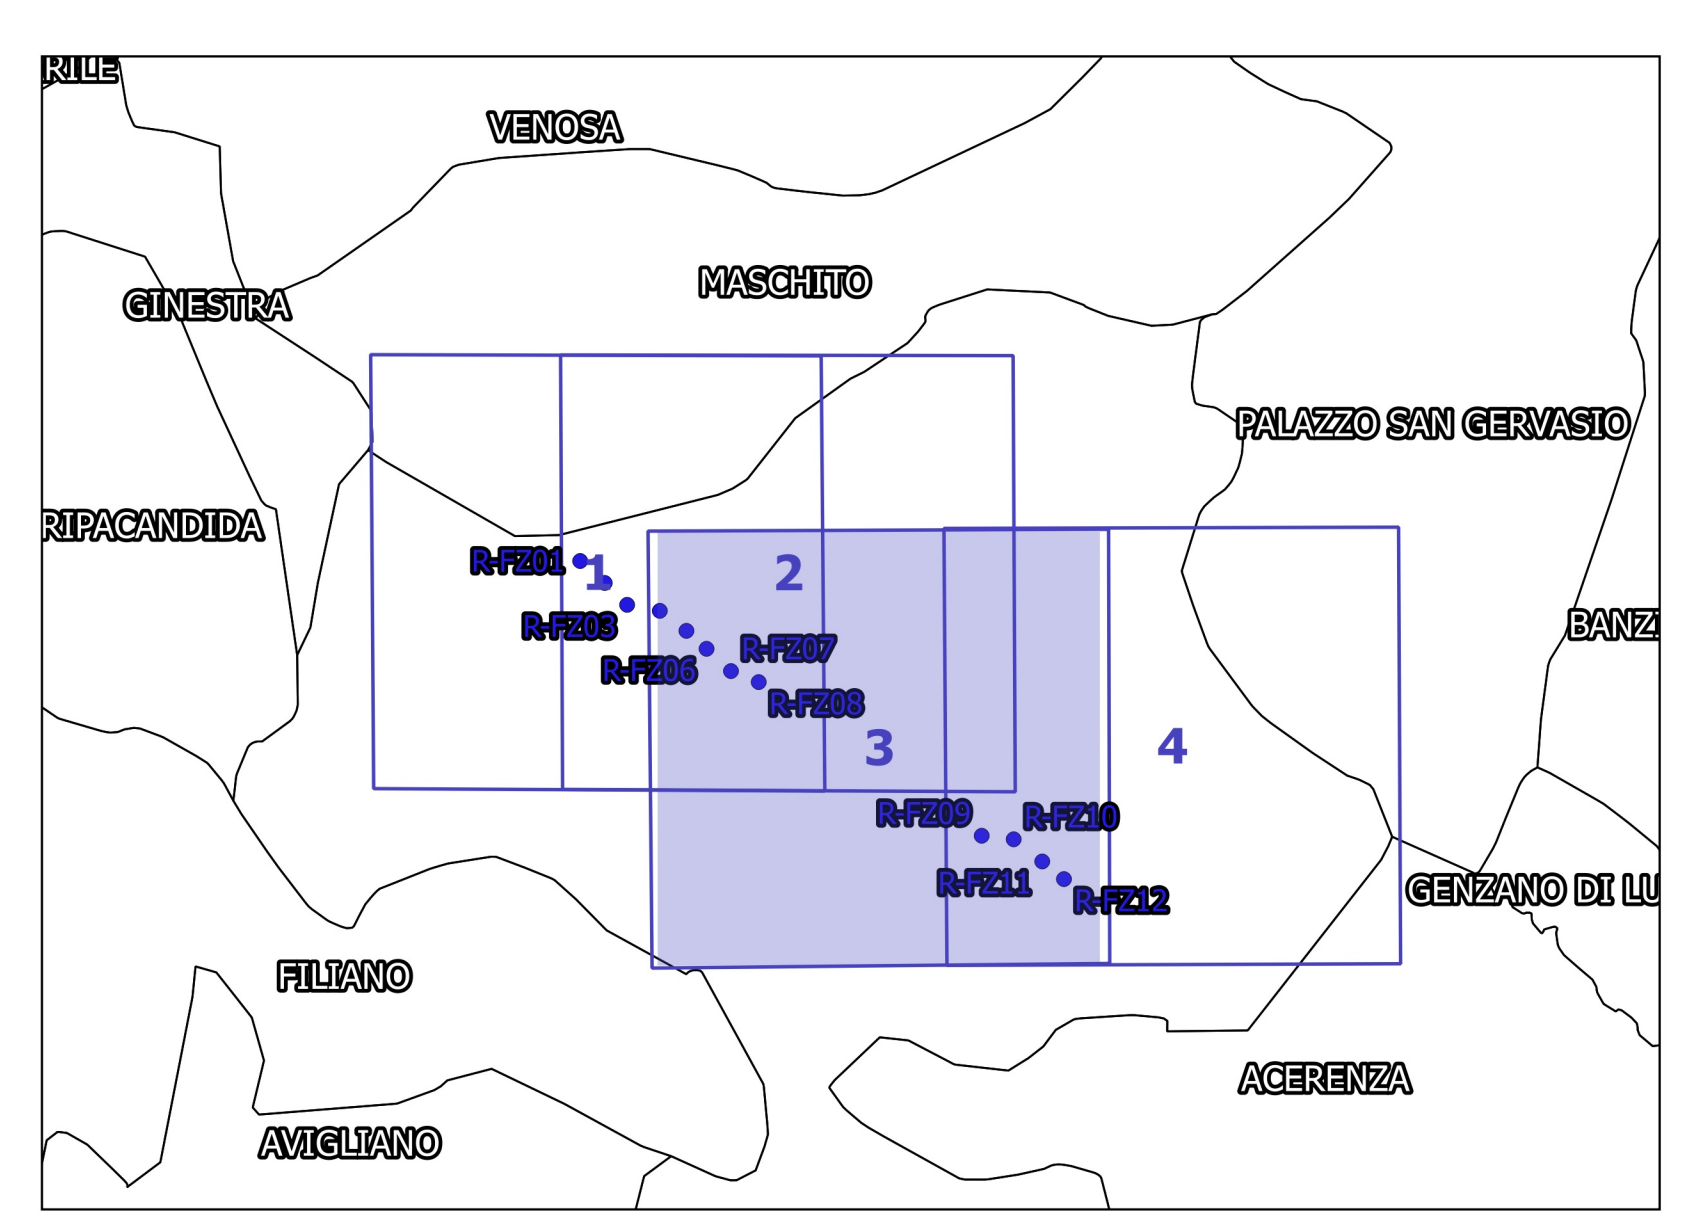 RILE
VENOSA
MASCHITO
GINESTRA
PALAZZO SAN GERVASIO
RIPACANDIDA
R-FZ01
1
2
R-FZ03
BANZI
R-FZ07
R-FZ06
R-FZ08
3
4
R-FZ09
R-FZ10
R-FZ11
R-FZ12
GENZANO DI LU
FILIANO
ACERENZA
AVIGLIANO